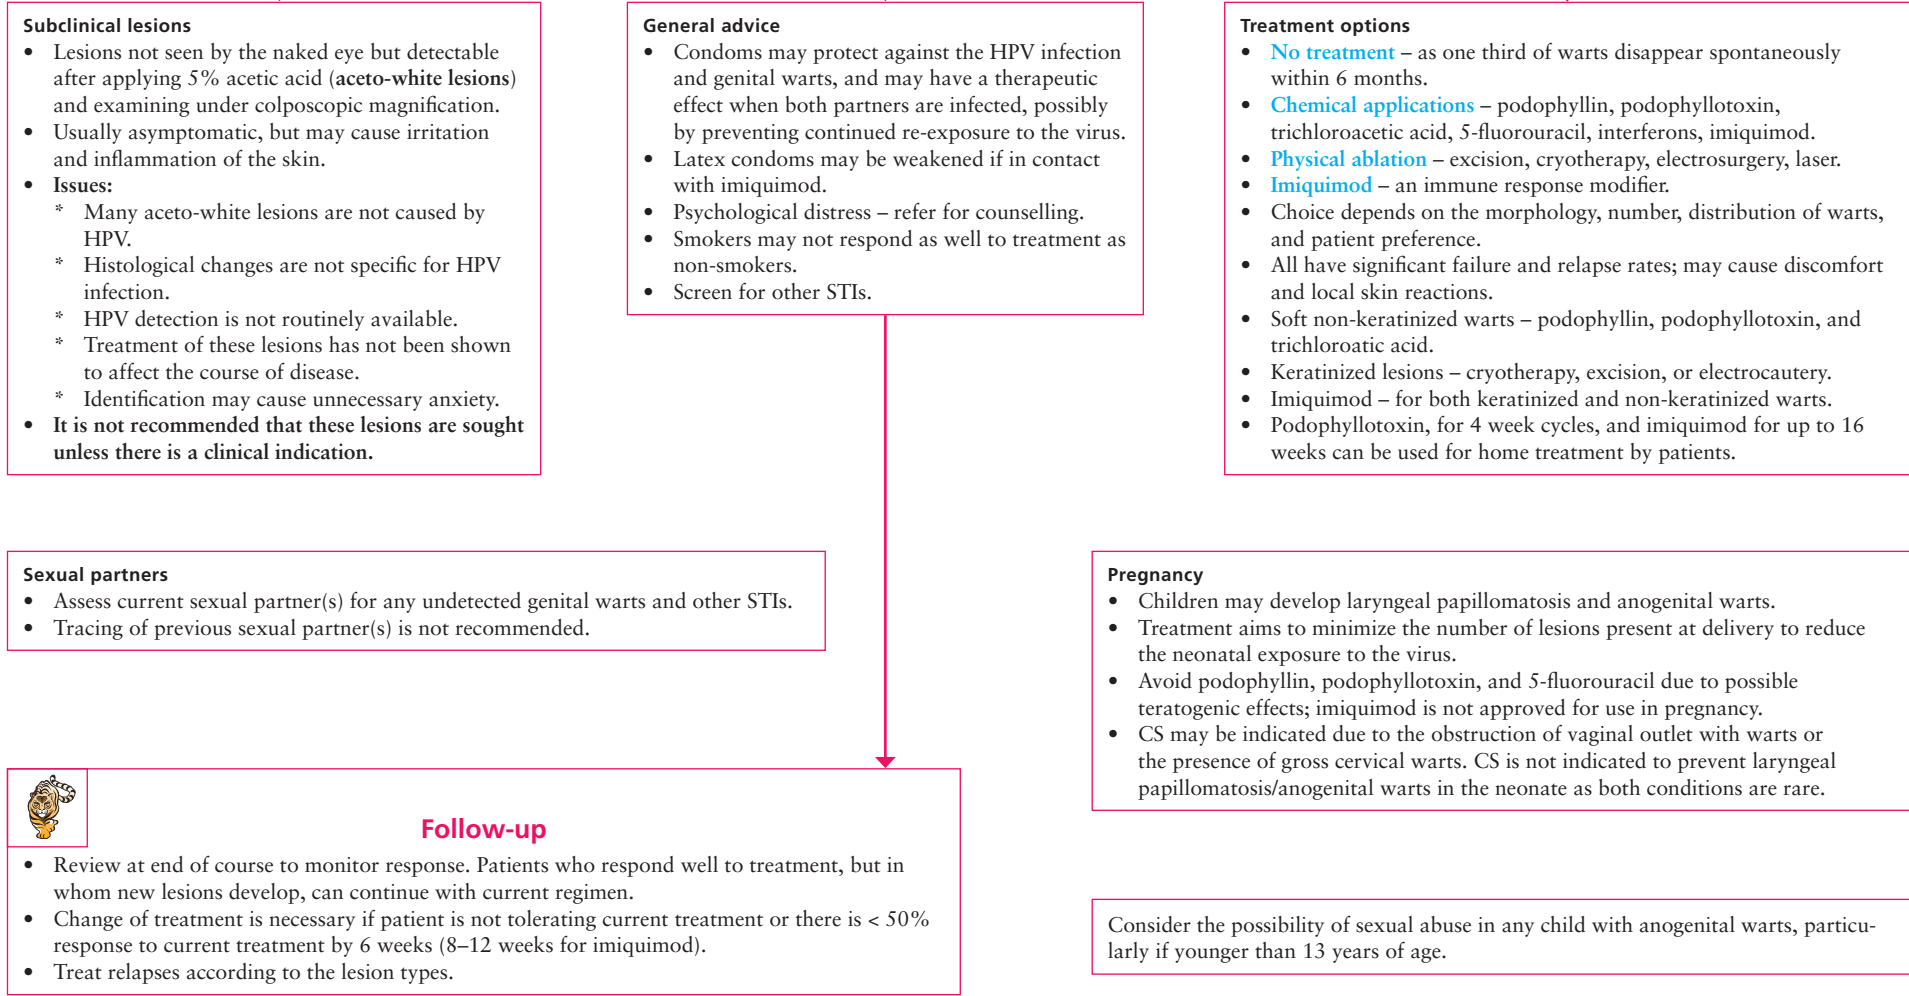 Subclinical lesions
• Lesions not seen by the naked eye but detectable
after applying 5% acetic acid (aceto-white lesions)
and examining under colposcopic magnification.
• Usually asymptomatic, but may cause irritation
and inflammation of the skin.
• Issues:
* Many aceto-white lesions are not caused by
HPV.
* Histological changes are not specific for HPV
infection.
* HPV detection is not routinely available.
* Treatment of these lesions has not been shown
to affect the course of disease.
* Identification may cause unnecessary anxiety.
• It is not recommended that these lesions are sought
unless there is a clinical indication.
General advice
• Condoms may protect against the HPV infection
and genital warts, and may have a therapeutic
effect when both partners are infected, possibly
by preventing continued re-exposure to the virus.
• Latex condoms may be weakened if in contact
with imiquimod.
• Psychological distress – refer for counselling.
• Smokers may not respond as well to treatment as
non-smokers.
• Screen for other STIs.
Treatment options
• No treatment – as one third of warts disappear spontaneously
within 6 months.
• Chemical applications – podophyllin, podophyllotoxin,
trichloroacetic acid, 5-fluorouracil, interferons, imiquimod.
• Physical ablation – excision, cryotherapy, electrosurgery, laser.
• Imiquimod – an immune response modifier.
• Choice depends on the morphology, number, distribution of warts,
and patient preference.
• All have significant failure and relapse rates; may cause discomfort
and local skin reactions.
• Soft non-keratinized warts – podophyllin, podophyllotoxin, and
trichloroatic acid.
• Keratinized lesions – cryotherapy, excision, or electrocautery.
• Imiquimod – for both keratinized and non-keratinized warts.
• Podophyllotoxin, for 4 week cycles, and imiquimod for up to 16
weeks can be used for home treatment by patients.
Sexual partners
• Assess current sexual partner(s) for any undetected genital warts and other STIs.
• Tracing of previous sexual partner(s) is not recommended.
Pregnancy
• Children may develop laryngeal papillomatosis and anogenital warts.
• Treatment aims to minimize the number of lesions present at delivery to reduce
the neonatal exposure to the virus.
• Avoid podophyllin, podophyllotoxin, and 5-fluorouracil due to possible
teratogenic effects; imiquimod is not approved for use in pregnancy.
• CS may be indicated due to the obstruction of vaginal outlet with warts or
the presence of gross cervical warts. CS is not indicated to prevent laryngeal
papillomatosis/anogenital warts in the neonate as both conditions are rare.
Follow-up
• Review at end of course to monitor response. Patients who respond well to treatment, but in
whom new lesions develop, can continue with current regimen.
• Change of treatment is necessary if patient is not tolerating current treatment or there is < 50%
response to current treatment by 6 weeks (8–12 weeks for imiquimod).
• Treat relapses according to the lesion types.
Consider the possibility of sexual abuse in any child with anogenital warts, particu-
larly if younger than 13 years of age.